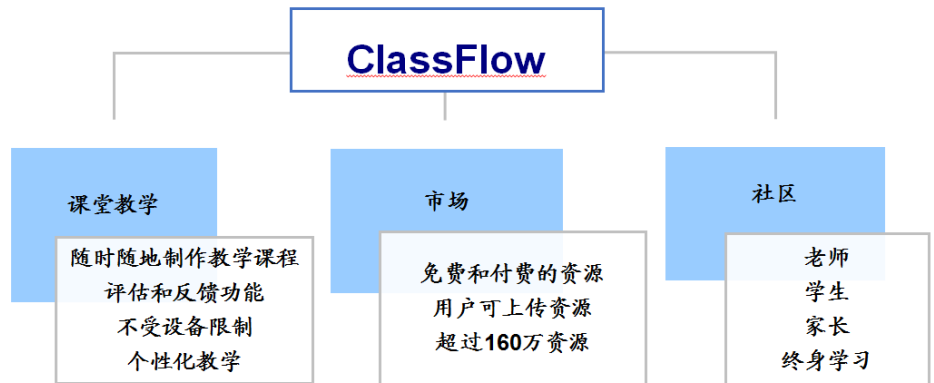 ClassFlow
课堂教学
随时随地制作教学课程
评估和反馈功能
不受设备限制
个性化教学
市场
免费和付费的资源
用户可上传资源
超过160万资源
社区
老师
学生
家长
终身学习